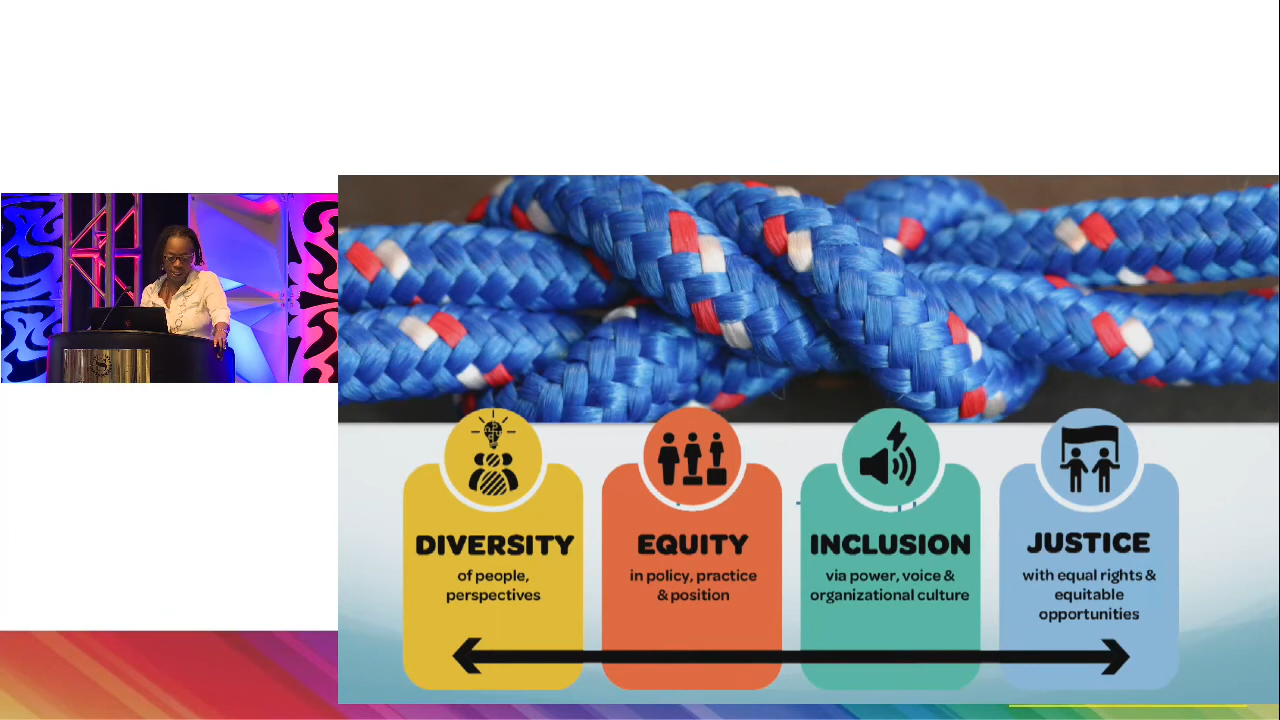 DIVERSITY
of people,
perspectives
EQUITY
in policy, practice
& position
INCLUSION
via power, voice &
organizational culture
JUSTICE
with equal rights &
equitable
opportunities